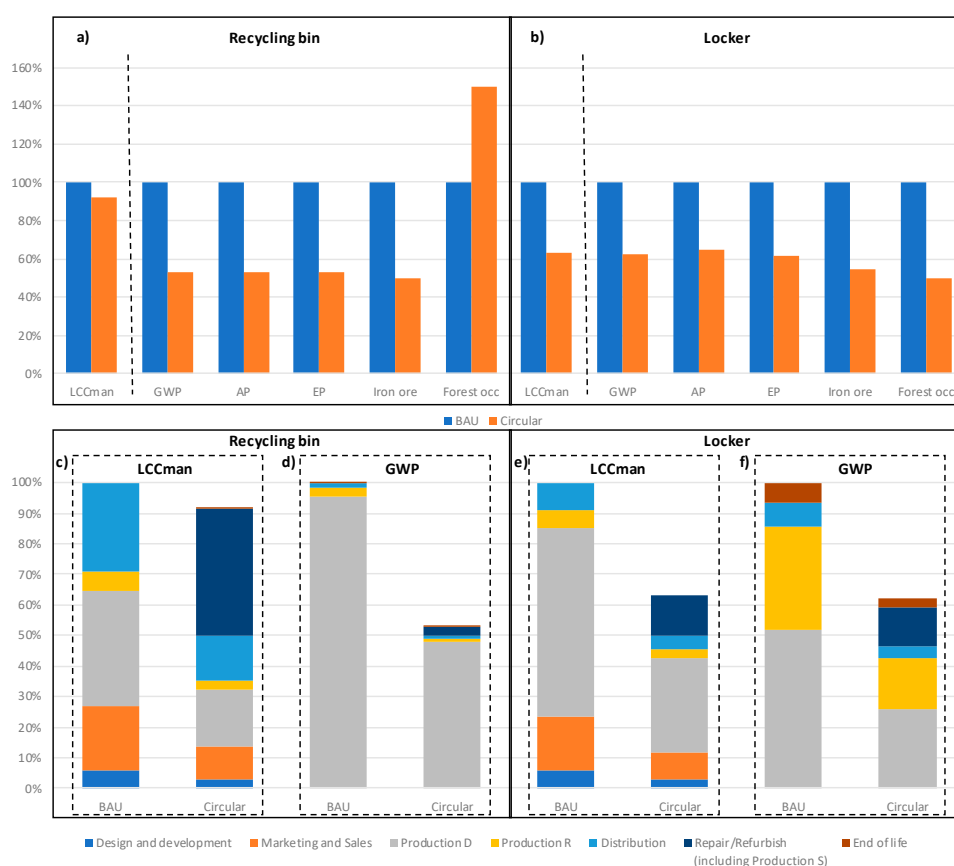 a) Recycling bin
b) Locker
160%
140%
120%
100%
80%
60%
40%
20%
0%
LCCman GWP AP EP Iron ore Forest occ
LCCman GWP AP EP Iron ore Forest occ
BAU Circular
Recycling bin
Locker
c) LCCman
d) GWP
e) LCCman
f) GWP
100%
90%
80%
70%
60%
50%
40%
30%
20%
10%
0%
BAU Circular BAU Circular
BAU Circular BAU Circular
Design and development Marketing and Sales Production D Production R Distribution Repair/Refurbish End of life
(including Production S)